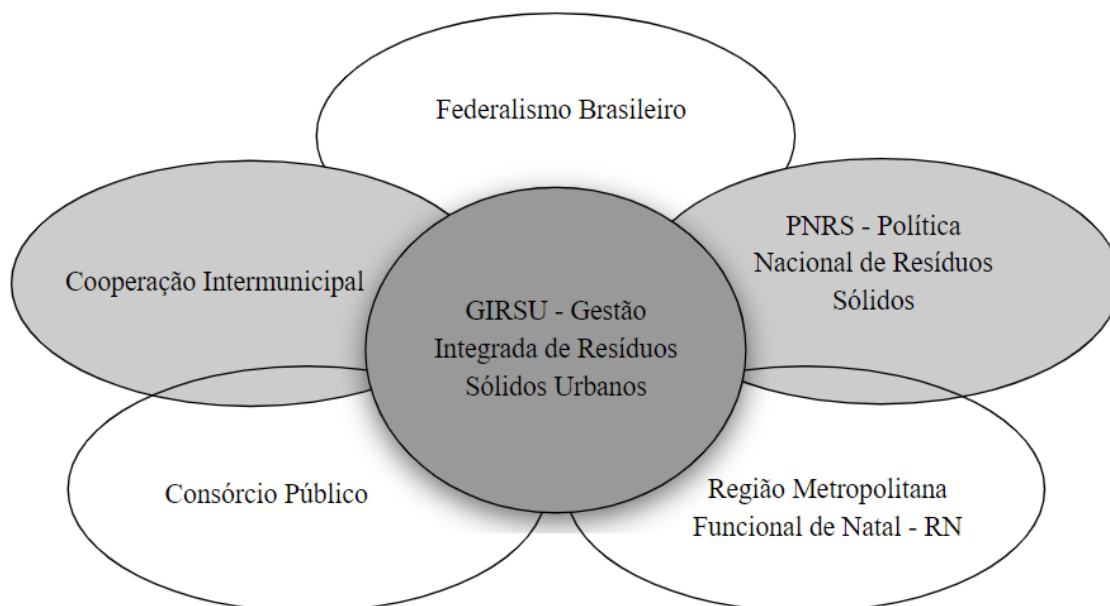 Federalismo Brasileiro
Cooperação Intermunicipal
PNRS - Política
Nacional de Resíduos
Sólidos
GIRSU - Gestão
Integrada de Resíduos
Sólidos Urbanos
Consórcio Público
Região Metropolitana
Funcional de Natal - RN